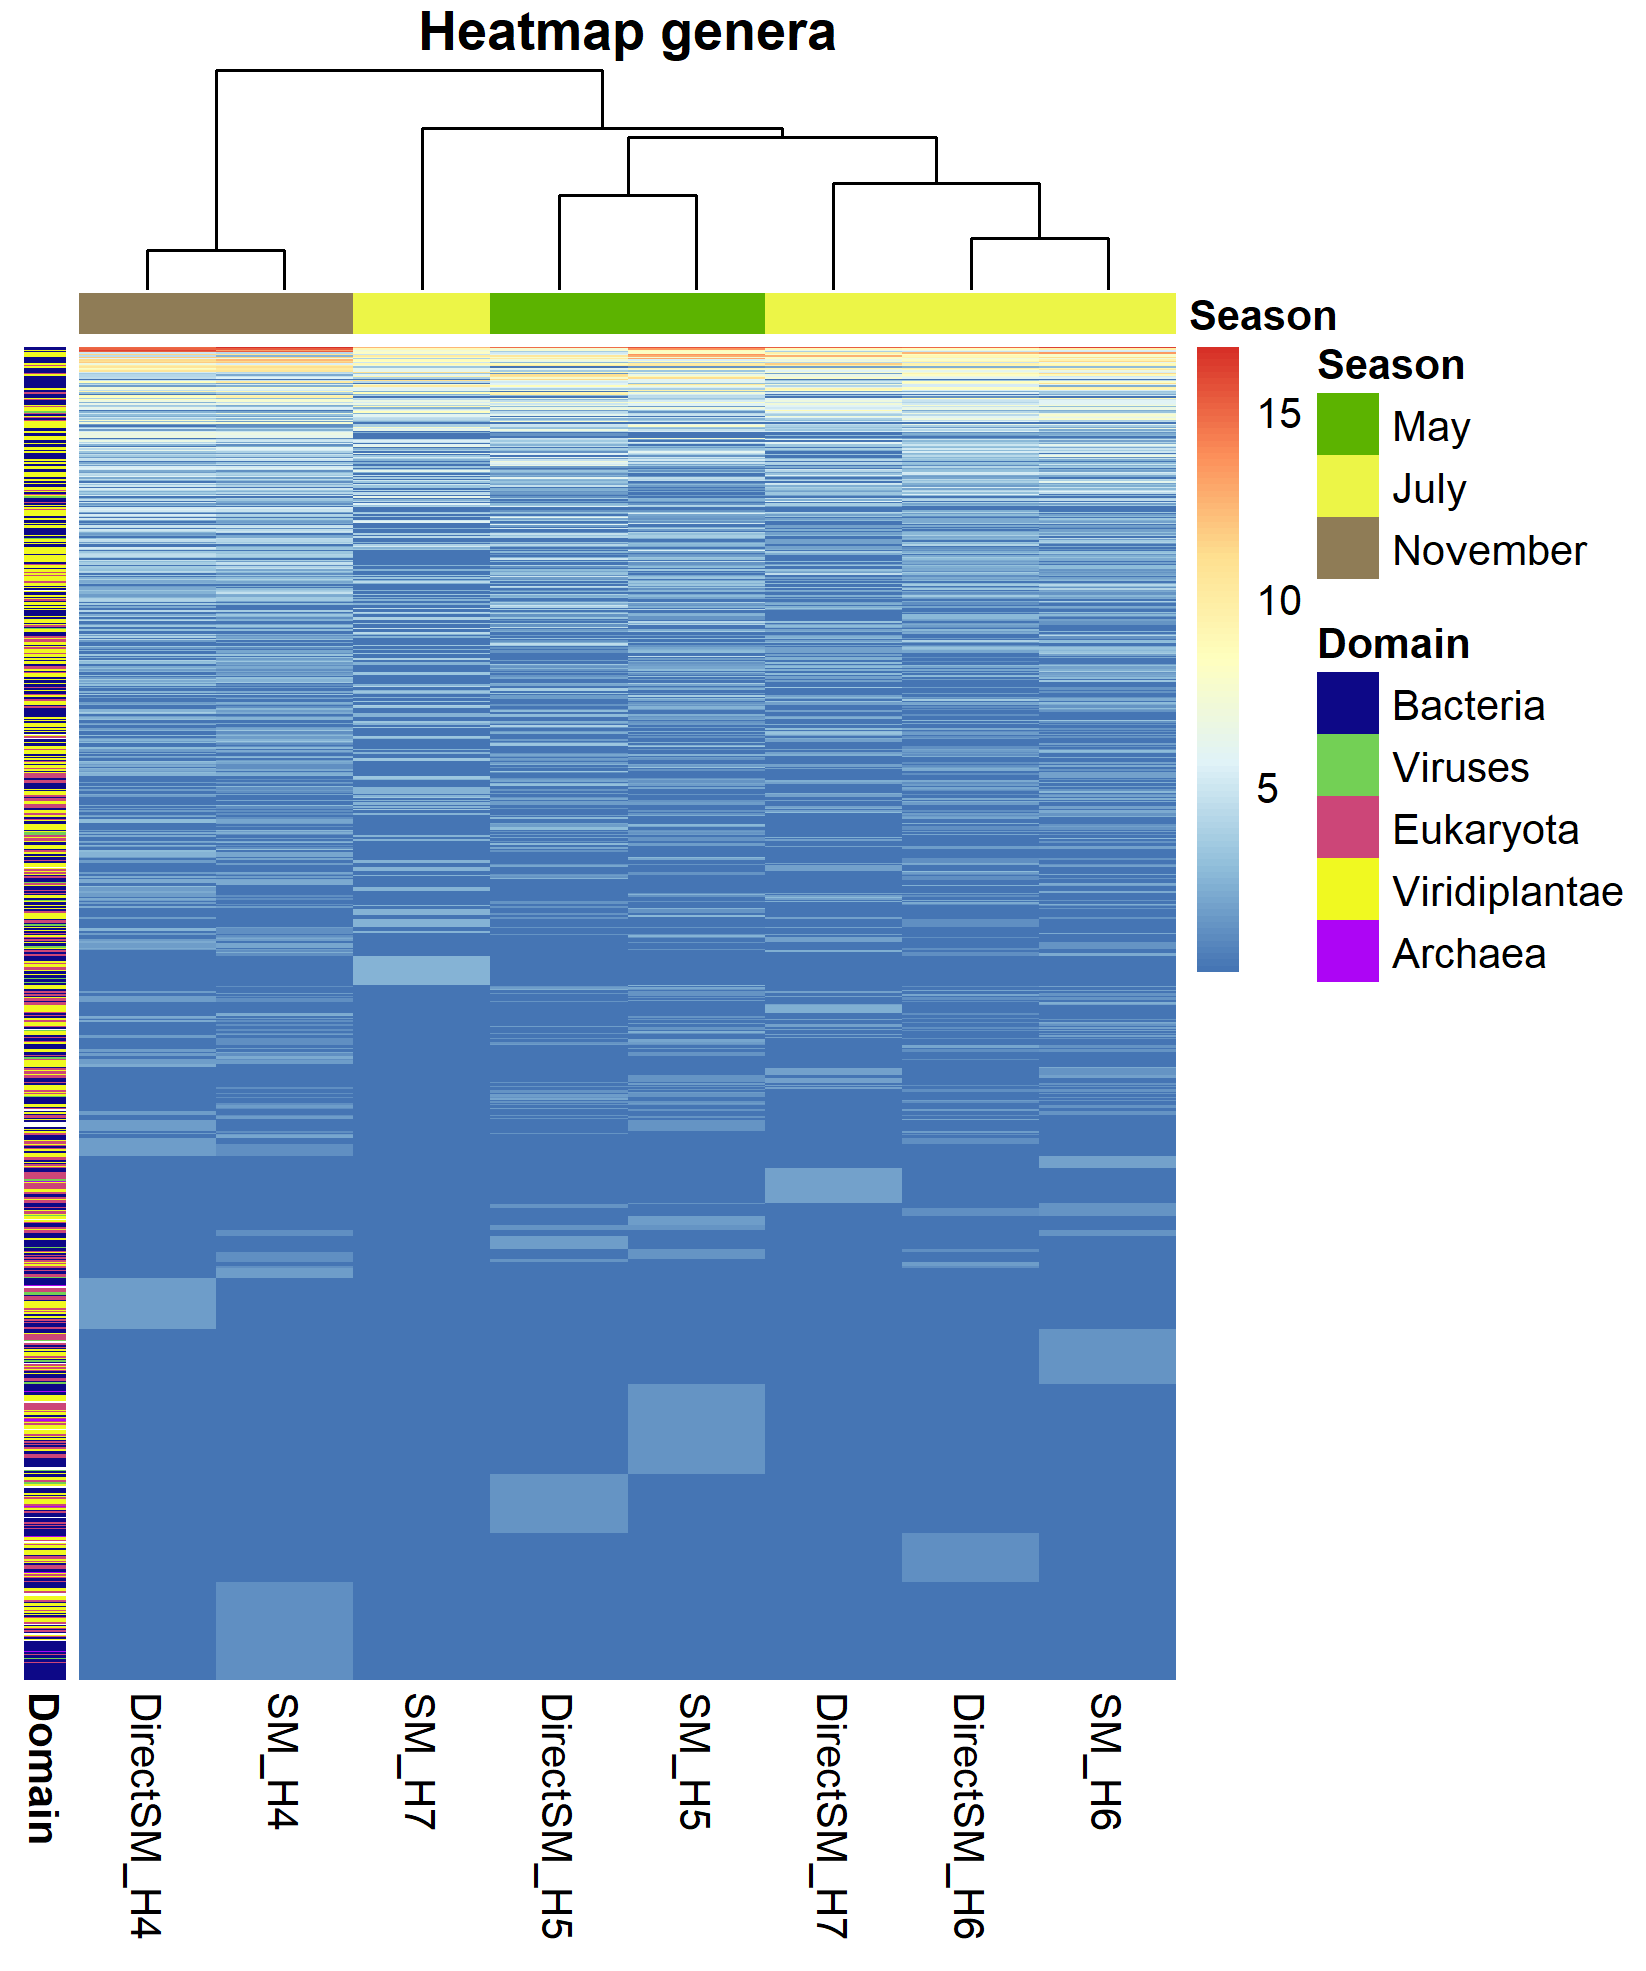 Heatmap genera
Season
15
10
5
Season
May
July
November
Domain
Bacteria
Viruses
Eukaryota
Viridiplantae
Archaea
Domain
DirectSM_H4
SM_H4
SM_H7
DirectSM_H5
SM_H5
DirectSM_H7
DirectSM_H6
SM_H6